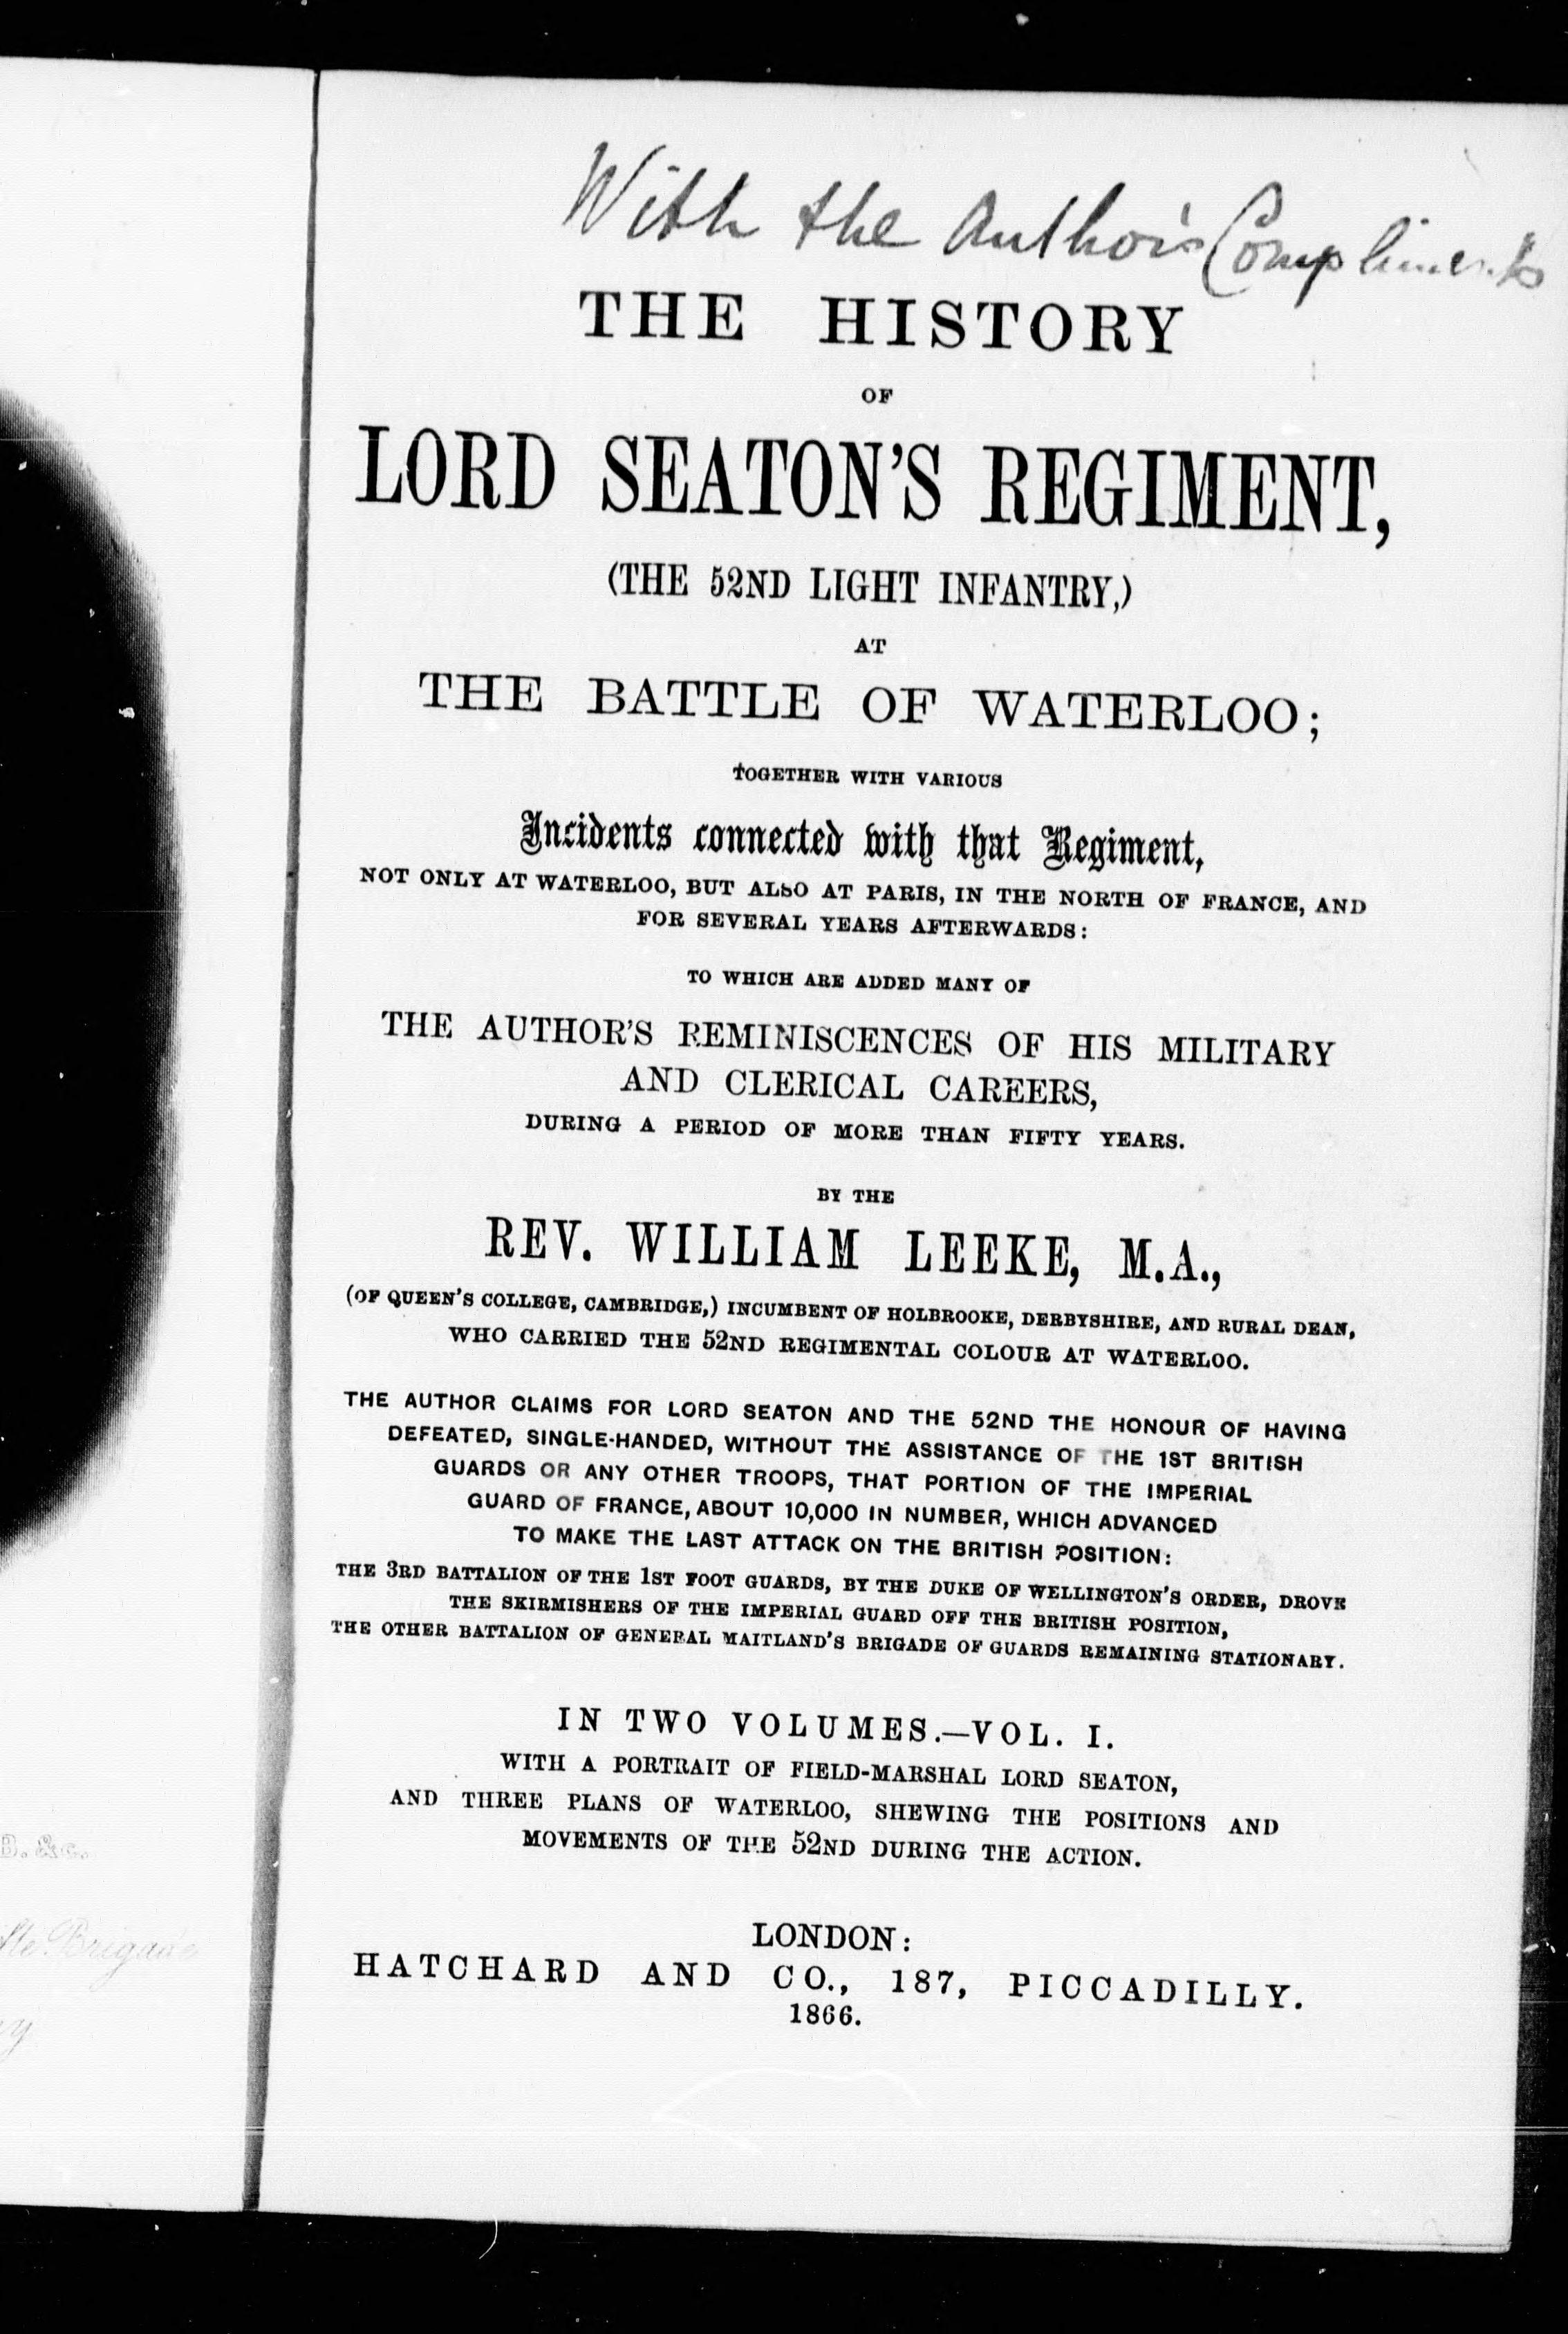 With the Author's Compliments
THE HISTORY
OF
LORD SEATON'S REGIMENT,
(THE 52ND LIGHT INFANTRY,)
AT
THE BATTLE OF WATERLOO;
TOGETHER WITH VARIOUS
Incidents connected with that Regiment,
NOT ONLY AT WATERLOO, BUT ALSO AT PARIS, IN THE NORTH OF FRANCE, AND
FOR SEVERAL YEARS AFTERWARDS:
TO WHICH ARE ADDED MANY OF
THE AUTHOR'S REMINISCENCES OF HIS MILITARY
AND CLERICAL CAREERS,
DURING A PERIOD OF MORE THAN FIFTY YEARS.
BY THE
REV. WILLIAM LEEKE, M.A.,
(OF QUEEN'S COLLEGE, CAMBRIDGE,) INCUMBENT OF HOLBROOKE, DERBYSHIRE, AND RURAL DEAN,
WHO CARRIED THE 52ND REGIMENTAL COLOUR AT WATERLOO.
THE AUTHOR CLAIMS FOR LORD SEATON AND THE 52ND THE HONOUR OF HAVING
DEFEATED, SINGLE-HANDED, WITHOUT THE ASSISTANCE OF THE 1ST BRITISH
GUARDS OR ANY OTHER TROOPS, THAT PORTION OF THE IMPERIAL
GUARD OF FRANCE, ABOUT 10,000 IN NUMBER, WHICH ADVANCED
TO MAKE THE LAST ATTACK ON THE BRITISH POSITION:
THE 3RD BATTALION OF THE 1ST FOOT GUARDS, BY THE DUKE OF WELLINGTON'S ORDER, DROVE
THE SKIRMISHERS OF THE IMPERIAL GUARD OFF THE BRITISH POSITION,
THE OTHER BATTALION OF GENERAL MAITLAND'S BRIGADE OF GUARDS REMAINING STATIONARY.
IN TWO VOLUMES.—VOL. I.
WITH A PORTRAIT OF FIELD-MARSHAL LORD SEATON,
AND THREE PLANS OF WATERLOO, SHEWING THE POSITIONS AND
MOVEMENTS OF THE 52ND DURING THE ACTION.
LONDON:
HATCHARD AND CO., 187, PICCADILLY.
1866.
B. &c.
Brigade